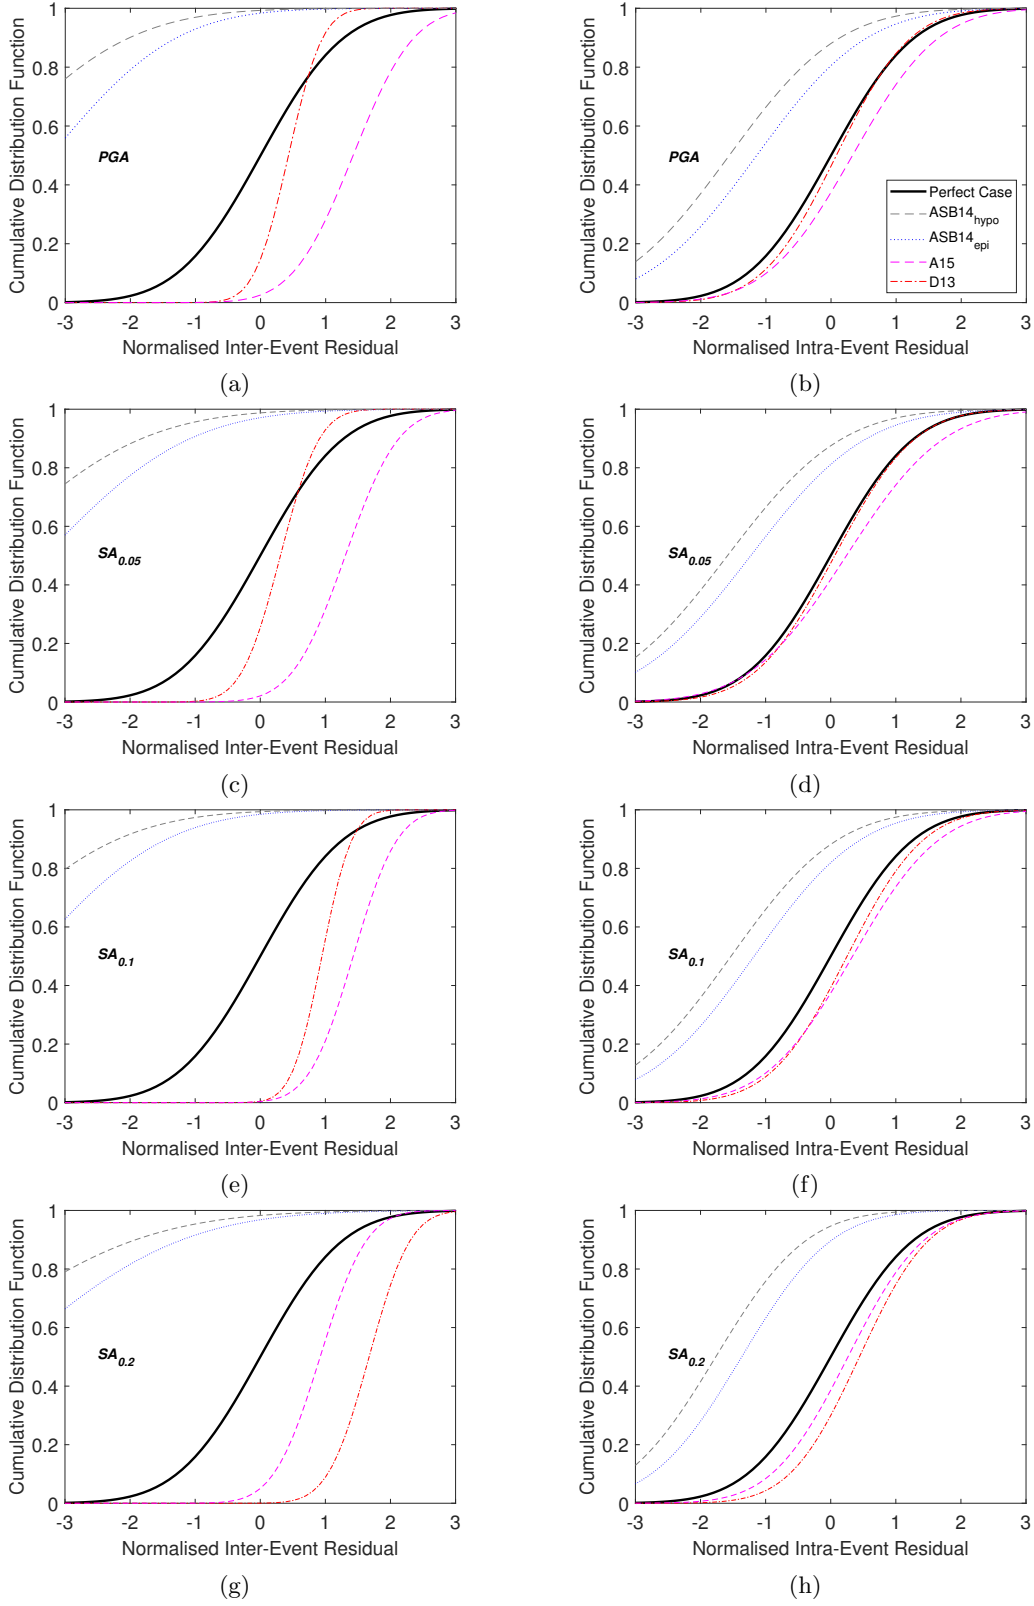 Cumulative Distribution Function
1
0.8
0.6
0.4
0.2
0
PGA
-3 -2 -1 0 1 2 3
Normalised Inter-Event Residual
(a)
Cumulative Distribution Function
1
0.8
0.6
0.4
0.2
0
PGA
Perfect Case
ASB14hypo
ASB14epi
A15
D13
-3 -2 -1 0 1 2 3
Normalised Intra-Event Residual
(b)
Cumulative Distribution Function
1
0.8
0.6
0.4
0.2
0
SA0.05
-3 -2 -1 0 1 2 3
Normalised Inter-Event Residual
(c)
Cumulative Distribution Function
1
0.8
0.6
0.4
0.2
0
SA0.05
-3 -2 -1 0 1 2 3
Normalised Intra-Event Residual
(d)
Cumulative Distribution Function
1
0.8
0.6
0.4
0.2
0
SA0.1
-3 -2 -1 0 1 2 3
Normalised Inter-Event Residual
(e)
Cumulative Distribution Function
1
0.8
0.6
0.4
0.2
0
SA0.1
-3 -2 -1 0 1 2 3
Normalised Intra-Event Residual
(f)
Cumulative Distribution Function
1
0.8
0.6
0.4
0.2
0
SA0.2
-3 -2 -1 0 1 2 3
Normalised Inter-Event Residual
(g)
Cumulative Distribution Function
1
0.8
0.6
0.4
0.2
0
SA0.2
-3 -2 -1 0 1 2 3
Normalised Intra-Event Residual
(h)